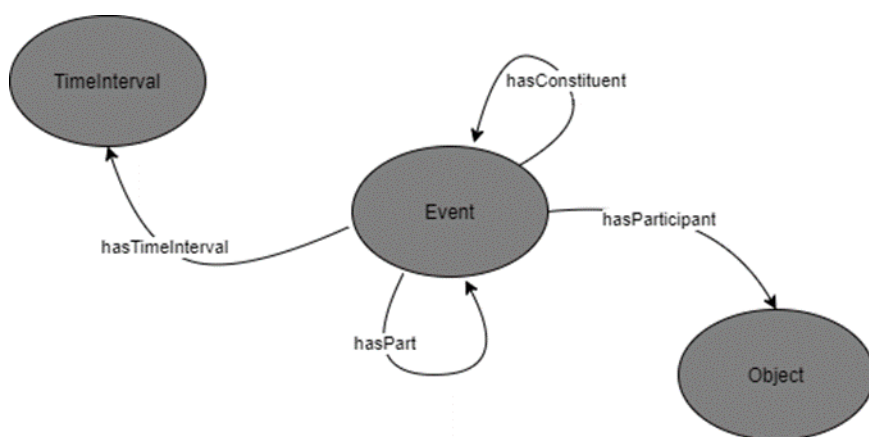 TimeInterval
hasConstituent
Event
hasParticipant
hasTimeInterval
hasPart
Object